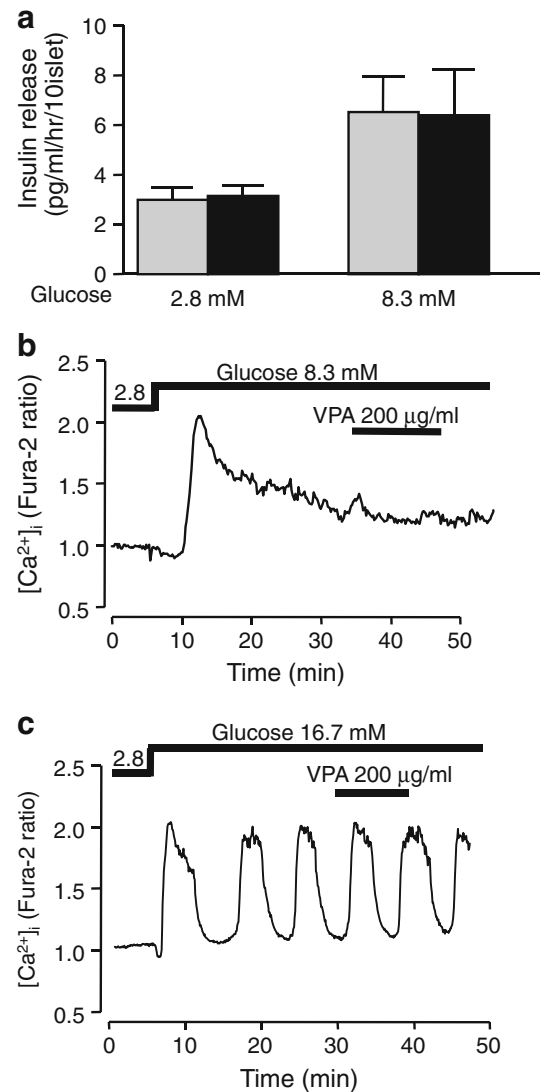 a
Insulin release
(pg/ml/hr/10islet)
10
8
6
4
2
0
Glucose
2.8 mM
8.3 mM
b
[Ca²⁺]ᵢ (Fura-2 ratio)
2.5
2.0
1.5
1.0
0.5
2.8
Glucose 8.3 mM
VPA 200 μg/ml
0 10 20 30 40 50
Time (min)
c
[Ca²⁺]ᵢ (Fura-2 ratio)
2.5
2.0
1.5
1.0
0.5
2.8
Glucose 16.7 mM
VPA 200 μg/ml
0 10 20 30 40 50
Time (min)